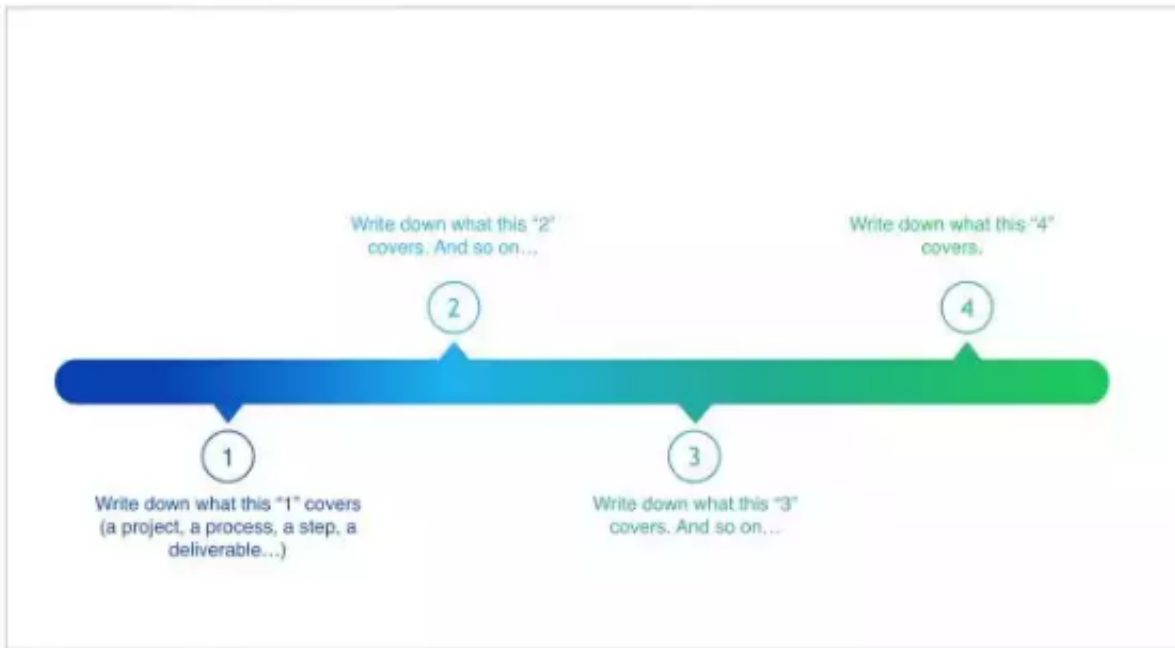 Write down what this “2”
covers. And so on…
Write down what this “4”
covers.
2
4
1
3
Write down what this “1” covers
(a project, a process, a step, a
deliverable…)
Write down what this “3”
covers. And so on…